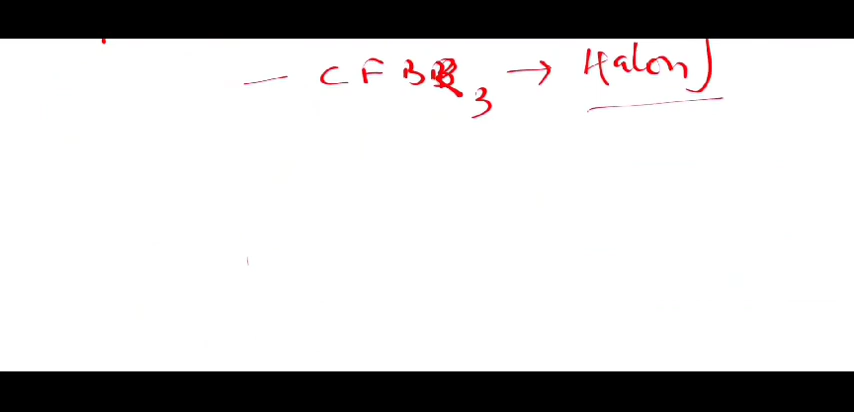 — CFBR3 → Halon)